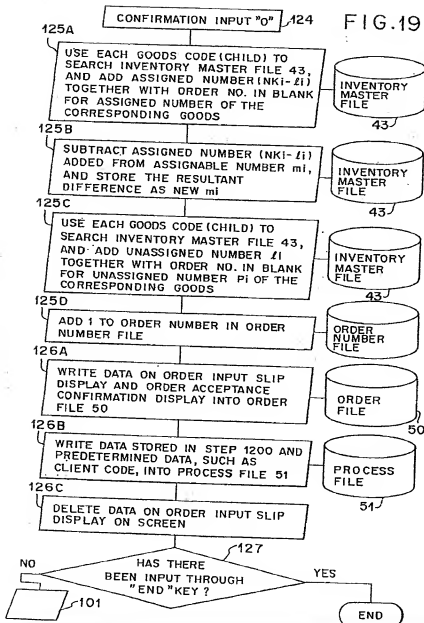 CONFIRMATION INPUT "O"
124
FIG.19
125A
USE EACH GOODS CODE (CHILD) TO
SEARCH INVENTORY MASTER FILE 43,
AND ADD ASSIGNED NUMBER (NKi-ℓi)
TOGETHER WITH ORDER NO. IN BLANK
FOR ASSIGNED NUMBER OF THE
CORRESPONDING GOODS
INVENTORY
MASTER
FILE
43
125B
SUBTRACT ASSIGNED NUMBER (NKi-ℓi)
ADDED FROM ASSIGNABLE NUMBER mi,
AND STORE THE RESULTANT
DIFFERENCE AS NEW mi
INVENTORY
MASTER
FILE
43
125C
USE EACH GOODS CODE (CHILD) TO
SEARCH INVENTORY MASTER FILE 43,
AND ADD UNASSIGNED NUMBER ℓi
TOGETHER WITH ORDER NO. IN BLANK
FOR UNASSIGNED NUMBER Pi OF THE
CORRESPONDING GOODS
INVENTORY
MASTER
FILE
43
125D
ADD 1 TO ORDER NUMBER IN ORDER
NUMBER FILE
ORDER
NUMBER
FILE
126A
WRITE DATA ON ORDER INPUT SLIP
DISPLAY AND ORDER ACCEPTANCE
CONFIRMATION DISPLAY INTO ORDER
FILE 50
ORDER
FILE
50
126B
WRITE DATA STORED IN STEP 1200 AND
PREDETERMINED DATA, SUCH AS
CLIENT CODE, INTO PROCESS FILE 51
PROCESS
FILE
51
126C
DELETE DATA ON ORDER INPUT SLIP
DISPLAY ON SCREEN
127
NO
HAS THERE
BEEN INPUT THROUGH
"END" KEY?
YES
101
END